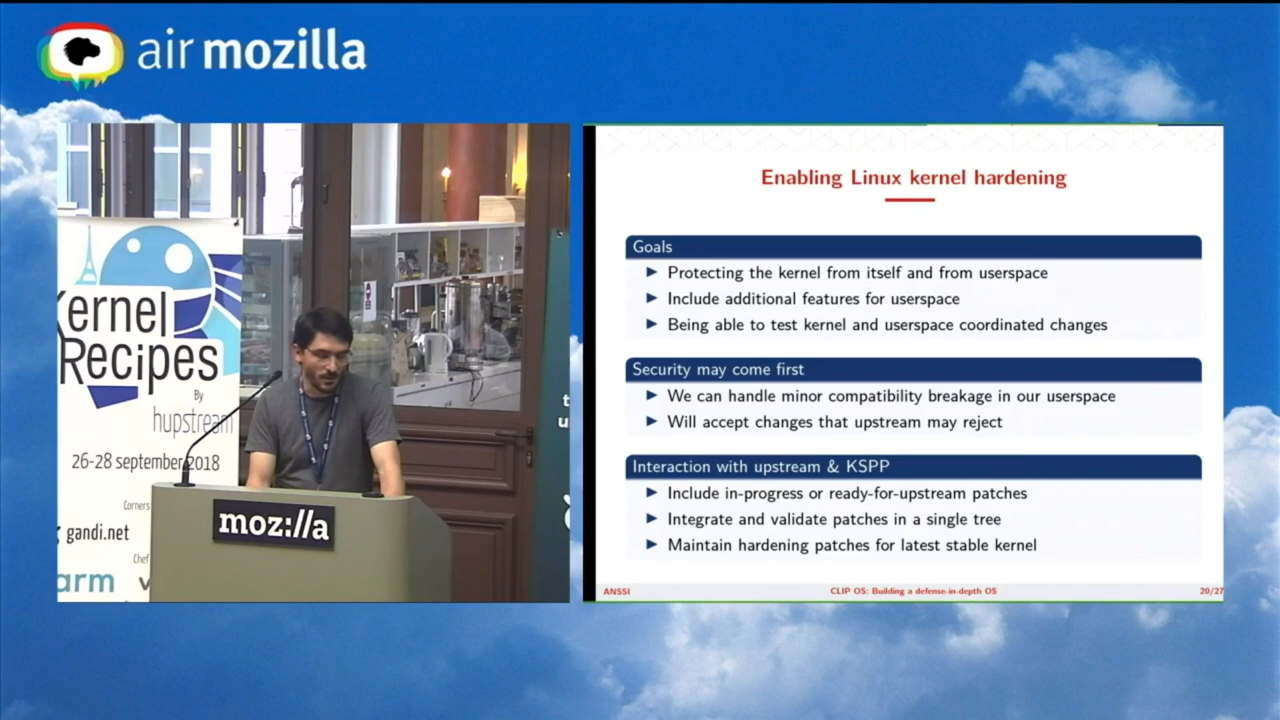 air mozilla
Kernel
Recipes
By
hupstream
26-28 september 2018
gandi.net
arm
moz://a
Enabling Linux kernel hardening
Goals
Protecting the kernel from itself and from userspace
Include additional features for userspace
Being able to test kernel and userspace coordinated changes
Security may come first
We can handle minor compatibility breakage in our userspace
Will accept changes that upstream may reject
Interaction with upstream & KSPP
Include in-progress or ready-for-upstream patches
Integrate and validate patches in a single tree
Maintain hardening patches for latest stable kernel
ANSSI CLIP OS: Building a defense-in-depth OS 20/27